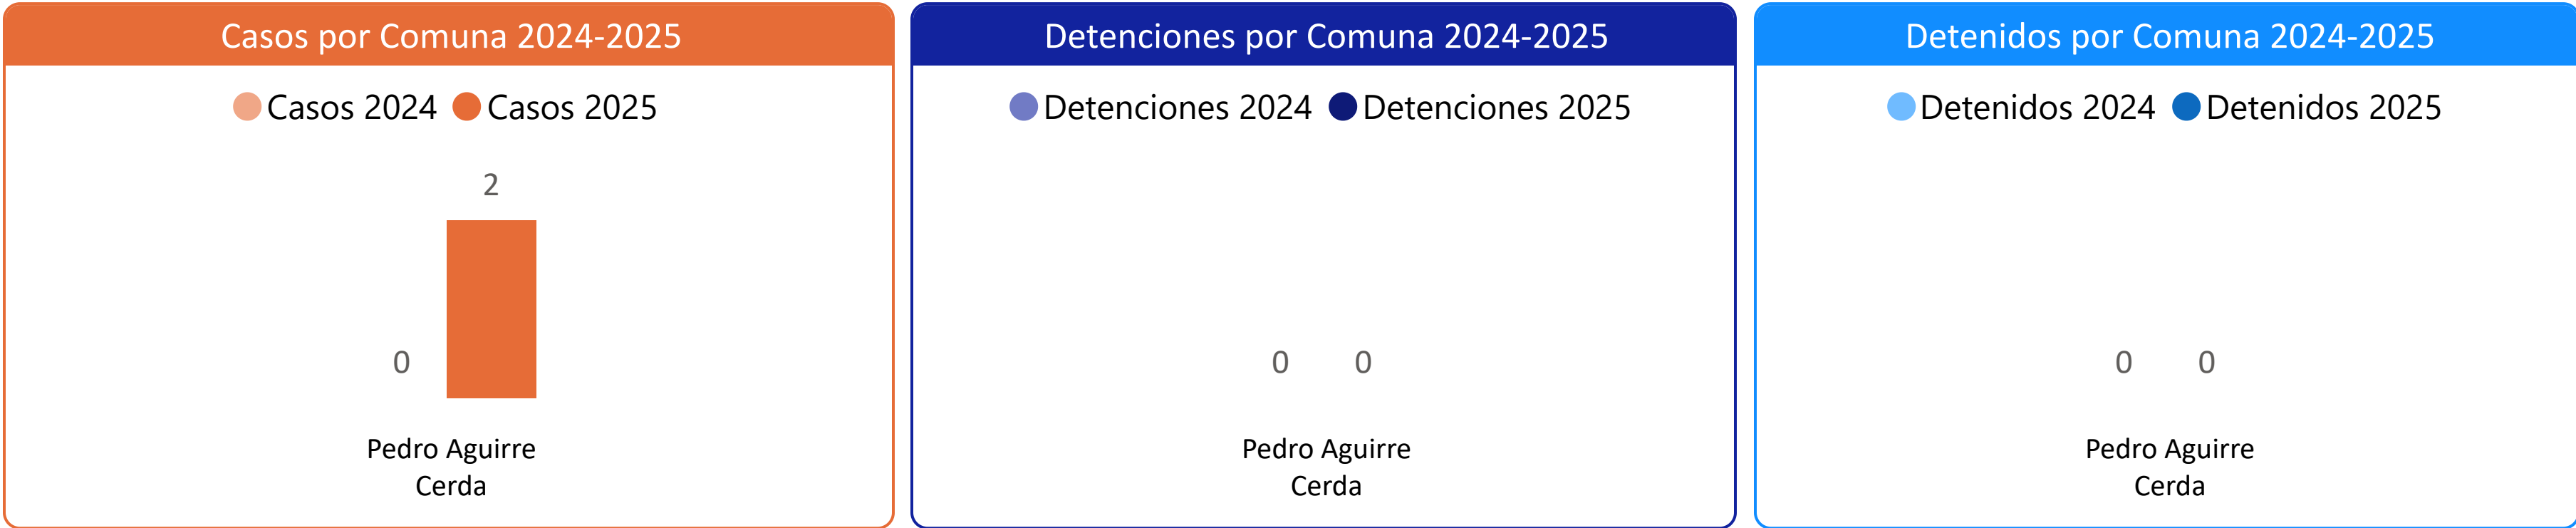 Casos por Comuna 2024-2025
Casos 2024 Casos 2025
2
0
Pedro Aguirre
Cerda
Detenciones por Comuna 2024-2025
Detenciones 2024 Detenciones 2025
0 0
Pedro Aguirre
Cerda
Detenidos por Comuna 2024-2025
Detenidos 2024 Detenidos 2025
0 0
Pedro Aguirre
Cerda